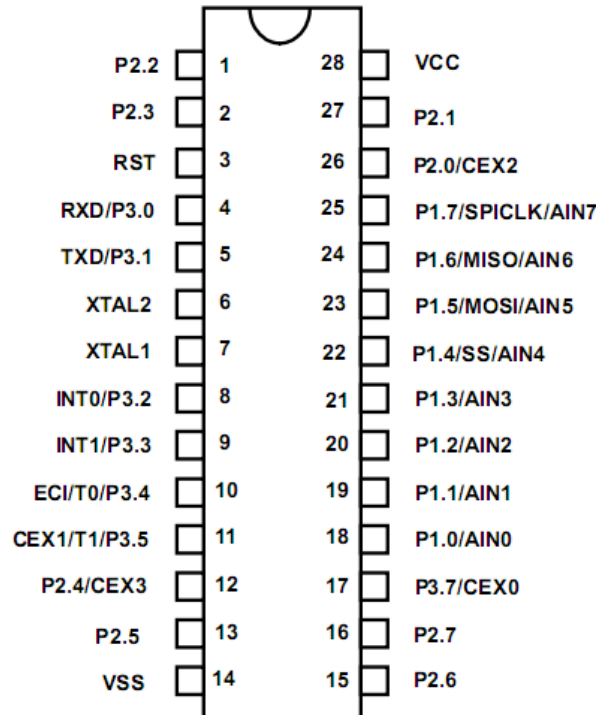 P2.2 1 28 VCC
P2.3 2 27 P2.1
RST 3 26 P2.0/CEX2
RXD/P3.0 4 25 P1.7/SPICLK/AIN7
TXD/P3.1 5 24 P1.6/MISO/AIN6
XTAL2 6 23 P1.5/MOSI/AIN5
XTAL1 7 22 P1.4/SS/AIN4
INT0/P3.2 8 21 P1.3/AIN3
INT1/P3.3 9 20 P1.2/AIN2
ECI/T0/P3.4 10 19 P1.1/AIN1
CEX1/T1/P3.5 11 18 P1.0/AIN0
P2.4/CEX3 12 17 P3.7/CEX0
P2.5 13 16 P2.7
VSS 14 15 P2.6